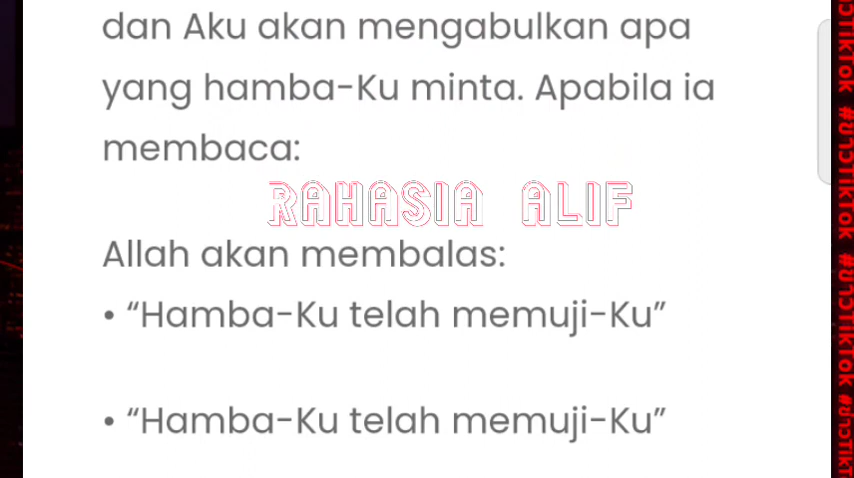 dan Aku akan mengabulkan apa
yang hamba-Ku minta. Apabila ia
membaca:
RAHASIA ALIF
Allah akan membalas:
• “Hamba-Ku telah memuji-Ku”
• “Hamba-Ku telah memuji-Ku”